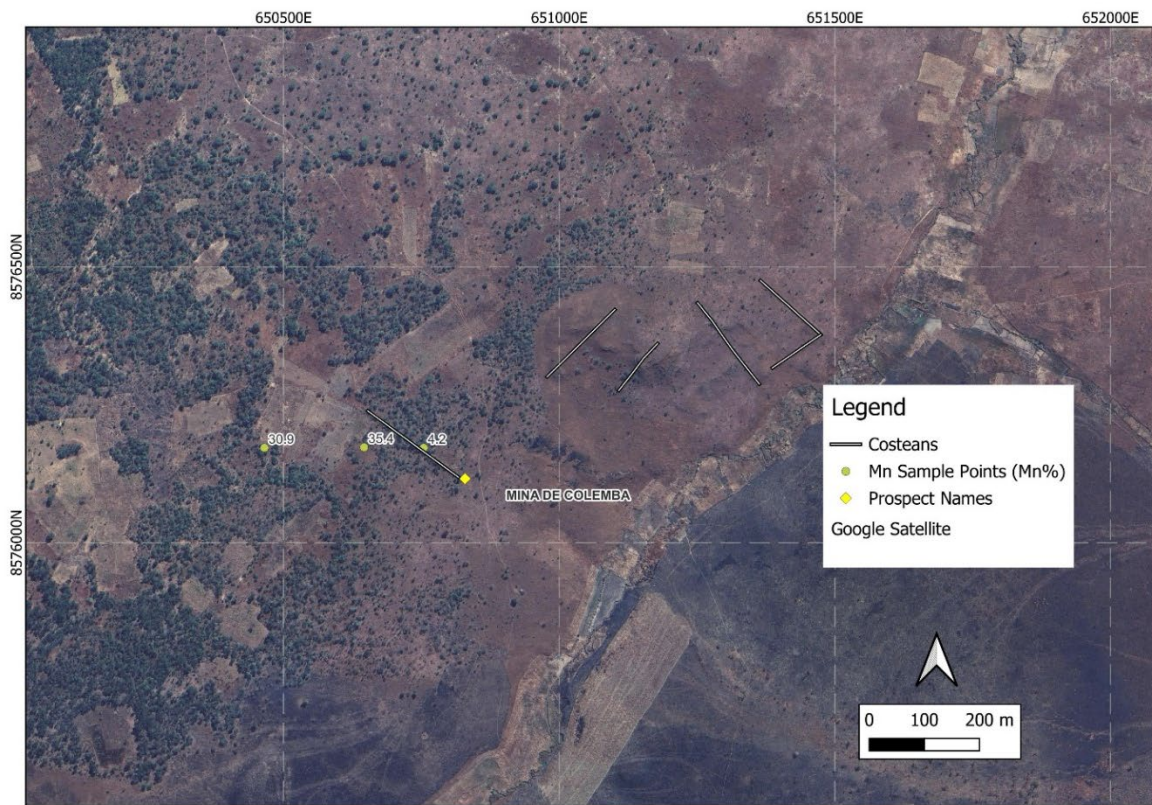 650500E 651000E 651500E 652000E
8576500N
30.9 35.4 4.2
MINA DE COLEMBA
8576000N
Legend
Costeans
Mn Sample Points (Mn%)
Prospect Names
Google Satellite
0 100 200 m